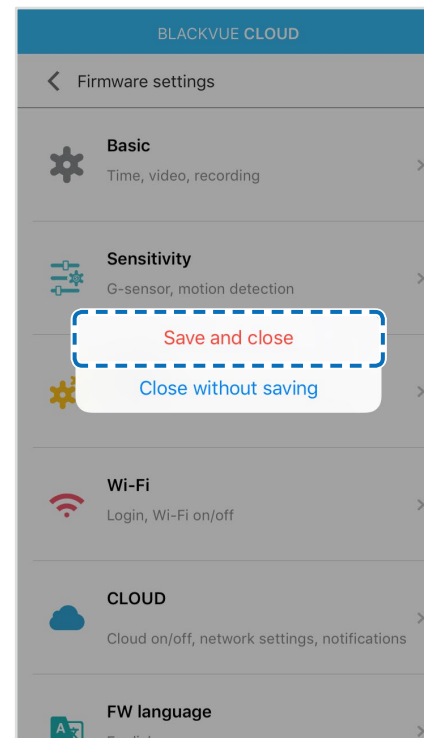 BLACKVUE CLOUD
Firmware settings
Basic
Time, video, recording
Sensitivity
G-sensor, motion detection
Save and close
Close without saving
Wi-Fi
Login, Wi-Fi on/off
CLOUD
Cloud on/off, network settings, notifications
FW language